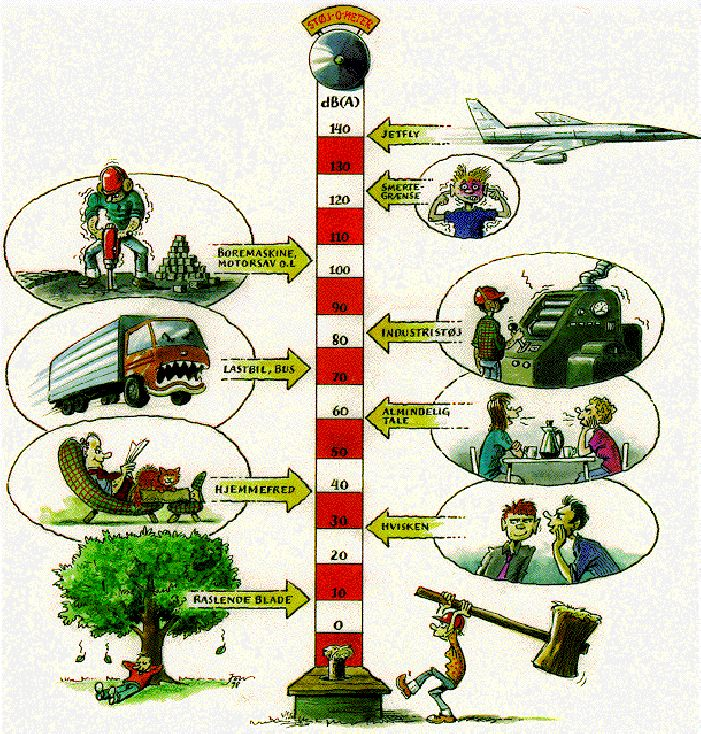 STØJ-O-METER
dB(A)
140
JETFLY
130
SMERTE-
GRÆNSE
120
110
BOREMASKINE,
MOTORSAV O.L
100
90
INDUSTRISTØJ
80
LASTBIL, BUS
70
60
ALMINDELIG
TALE
50
HJEMMEFRED
40
30
HVISKEN
20
RASLENDE BLADE
10
0